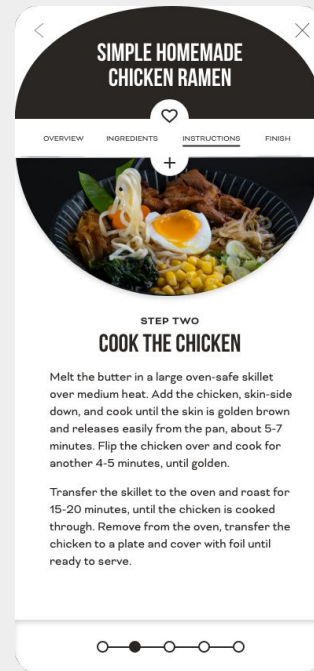 SIMPLE HOMEMADE
CHICKEN RAMEN
OVERVIEW INGREDIENTS INSTRUCTIONS FINISH
STEP TWO
COOK THE CHICKEN
Melt the butter in a large oven-safe skillet
over medium heat. Add the chicken, skin-side
down, and cook until the skin is golden brown
and releases easily from the pan, about 5-7
minutes. Flip the chicken over and cook for
another 4-5 minutes, until golden.
Transfer the skillet to the oven and roast for
15-20 minutes, until the chicken is cooked
through. Remove from the oven, transfer the
chicken to a plate and cover with foil until
ready to serve.